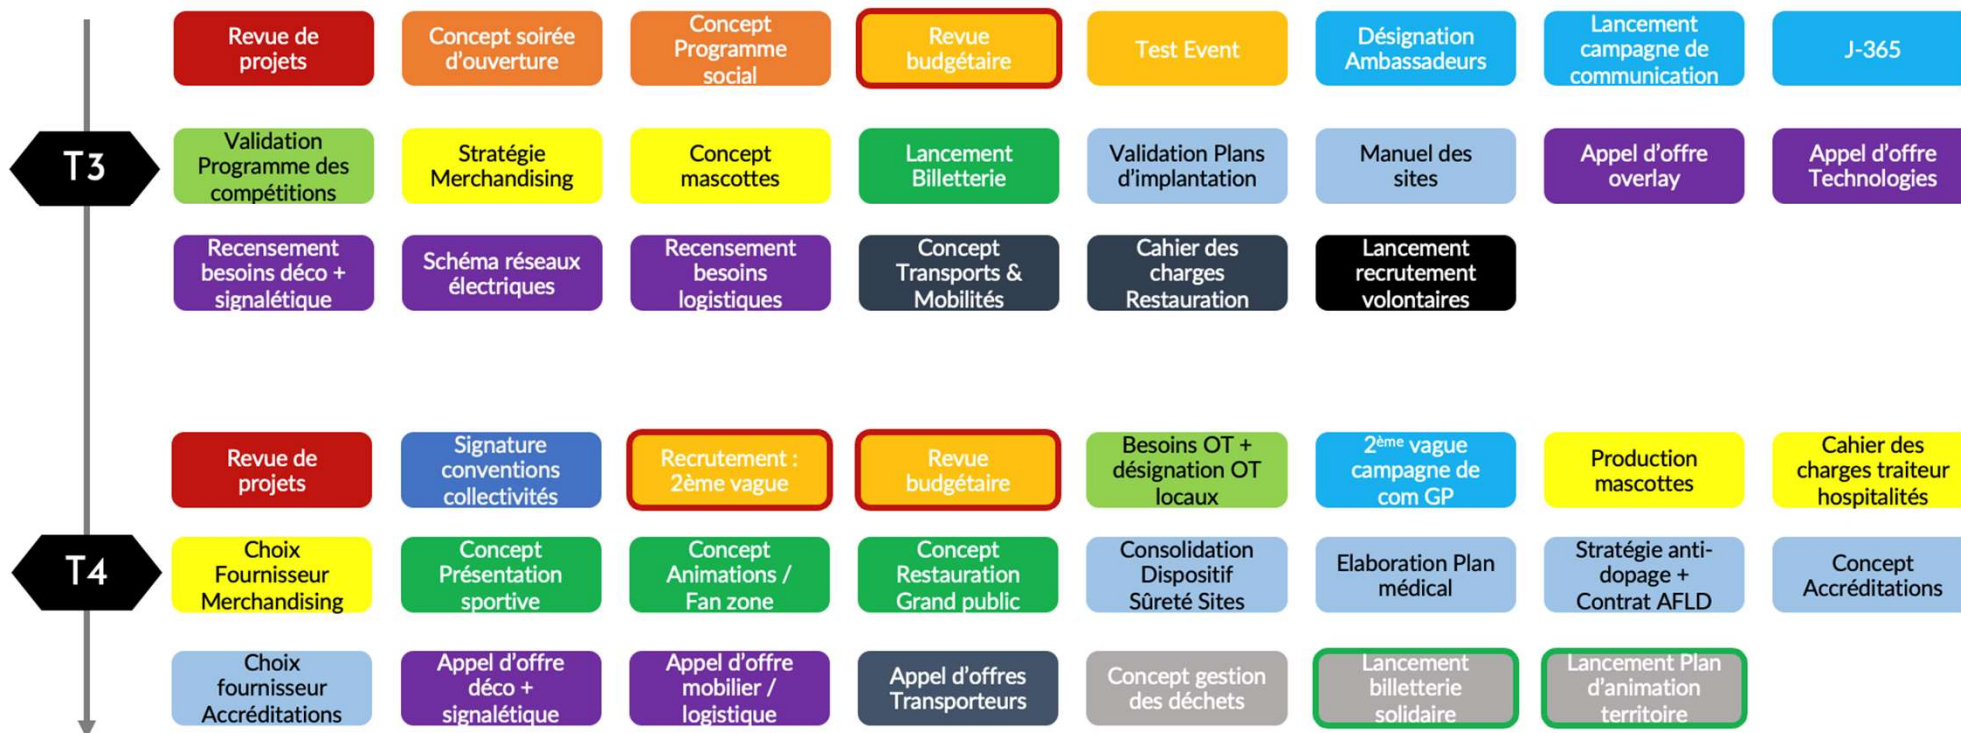 Revue de
projets
Concept soirée
d'ouverture
Concept
Programme
social
Revue
budgétaire
Test Event
Désignation
Ambassadeurs
Lancement
campagne de
communication
J-365
T3
Validation
Programme des
compétitions
Stratégie
Merchandising
Concept
mascottes
Lancement
Billetterie
Validation Plans
d'implantation
Manuel des
sites
Appel d'offre
overlay
Appel d'offre
Technologies
Recensement
besoins déco +
signalétique
Schéma réseaux
électriques
Recensement
besoins
logistiques
Concept
Transports &
Mobilités
Cahier des
charges
Restauration
Lancement
recrutement
volontaires
Revue de
projets
Signature
conventions
collectivités
Recrutement :
2ème vague
Revue
budgétaire
Besoins OT +
désignation OT
locaux
2ème vague
campagne de
com GP
Production
mascottes
Cahier des
charges traiteur
hospitalités
T4
Choix
Fournisseur
Merchandising
Concept
Présentation
sportive
Concept
Animations /
Fan zone
Concept
Restauration
Grand public
Consolidation
Dispositif
Sûreté Sites
Elaboration Plan
médical
Stratégie anti-
dopage +
Contrat AFLD
Concept
Accréditations
Choix
fournisseur
Accréditations
Appel d'offre
déco +
signalétique
Appel d'offre
mobilier /
logistique
Appel d'offres
Transporteurs
Concept gestion
des déchets
Lancement
billetterie
solidaire
Lancement Plan
d'animation
territoire